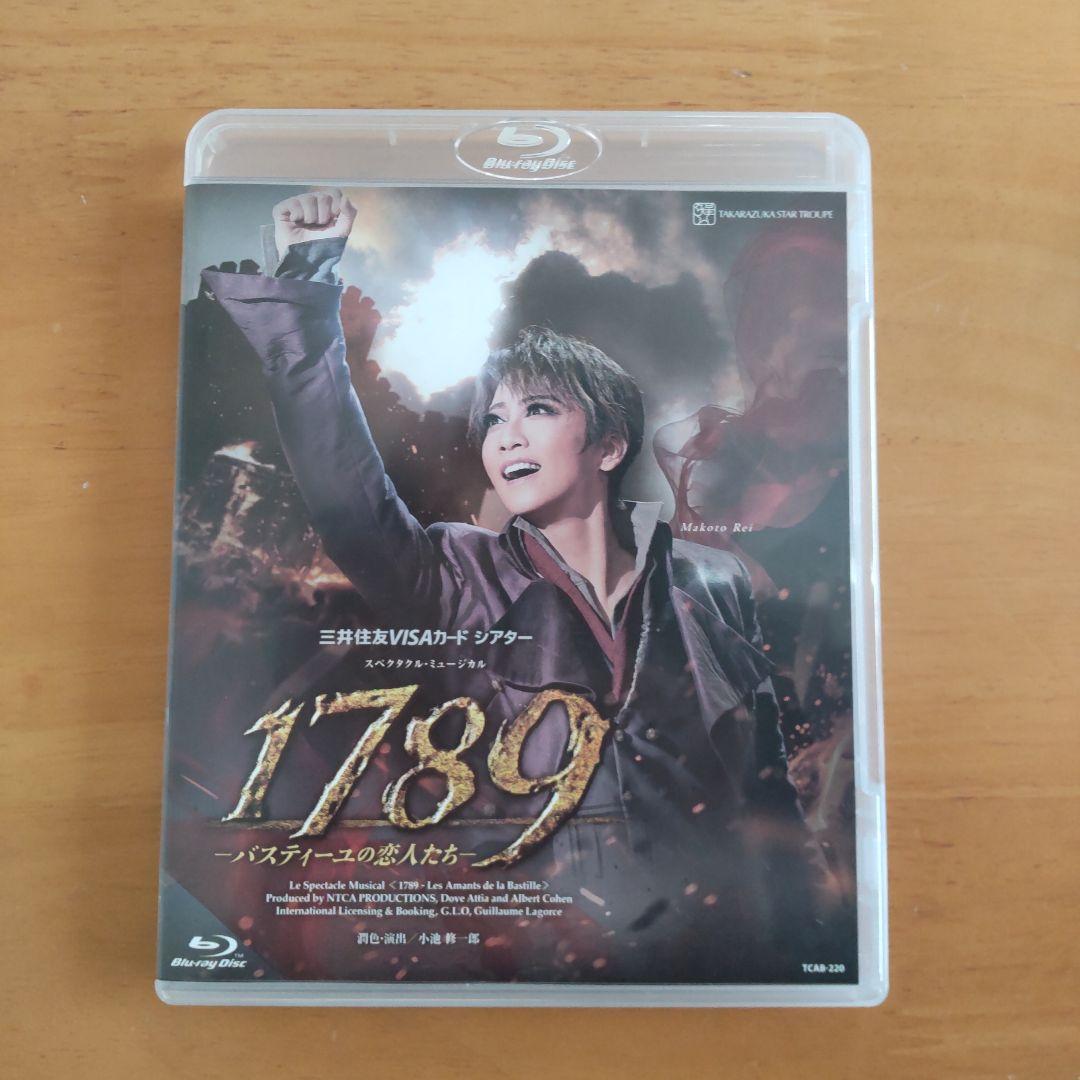 Blu-ray Disc
TAKARAZUKA STAR TROUPE
Makoto Rei
三井住友VISAカード シアター
スペクタクル・ミュージカル
1789
―バスティーユの恋人たち―
Le Spectacle Musical <1789 - Les Amants de la Bastille>
Produced by NTCA PRODUCTIONS, Dove Attia and Albert Cohen
International Licensing & Booking, G.L.O, Guillaume Lagorce
潤色・演出/小池 修一郎
Blu-ray Disc™
TCAB-220